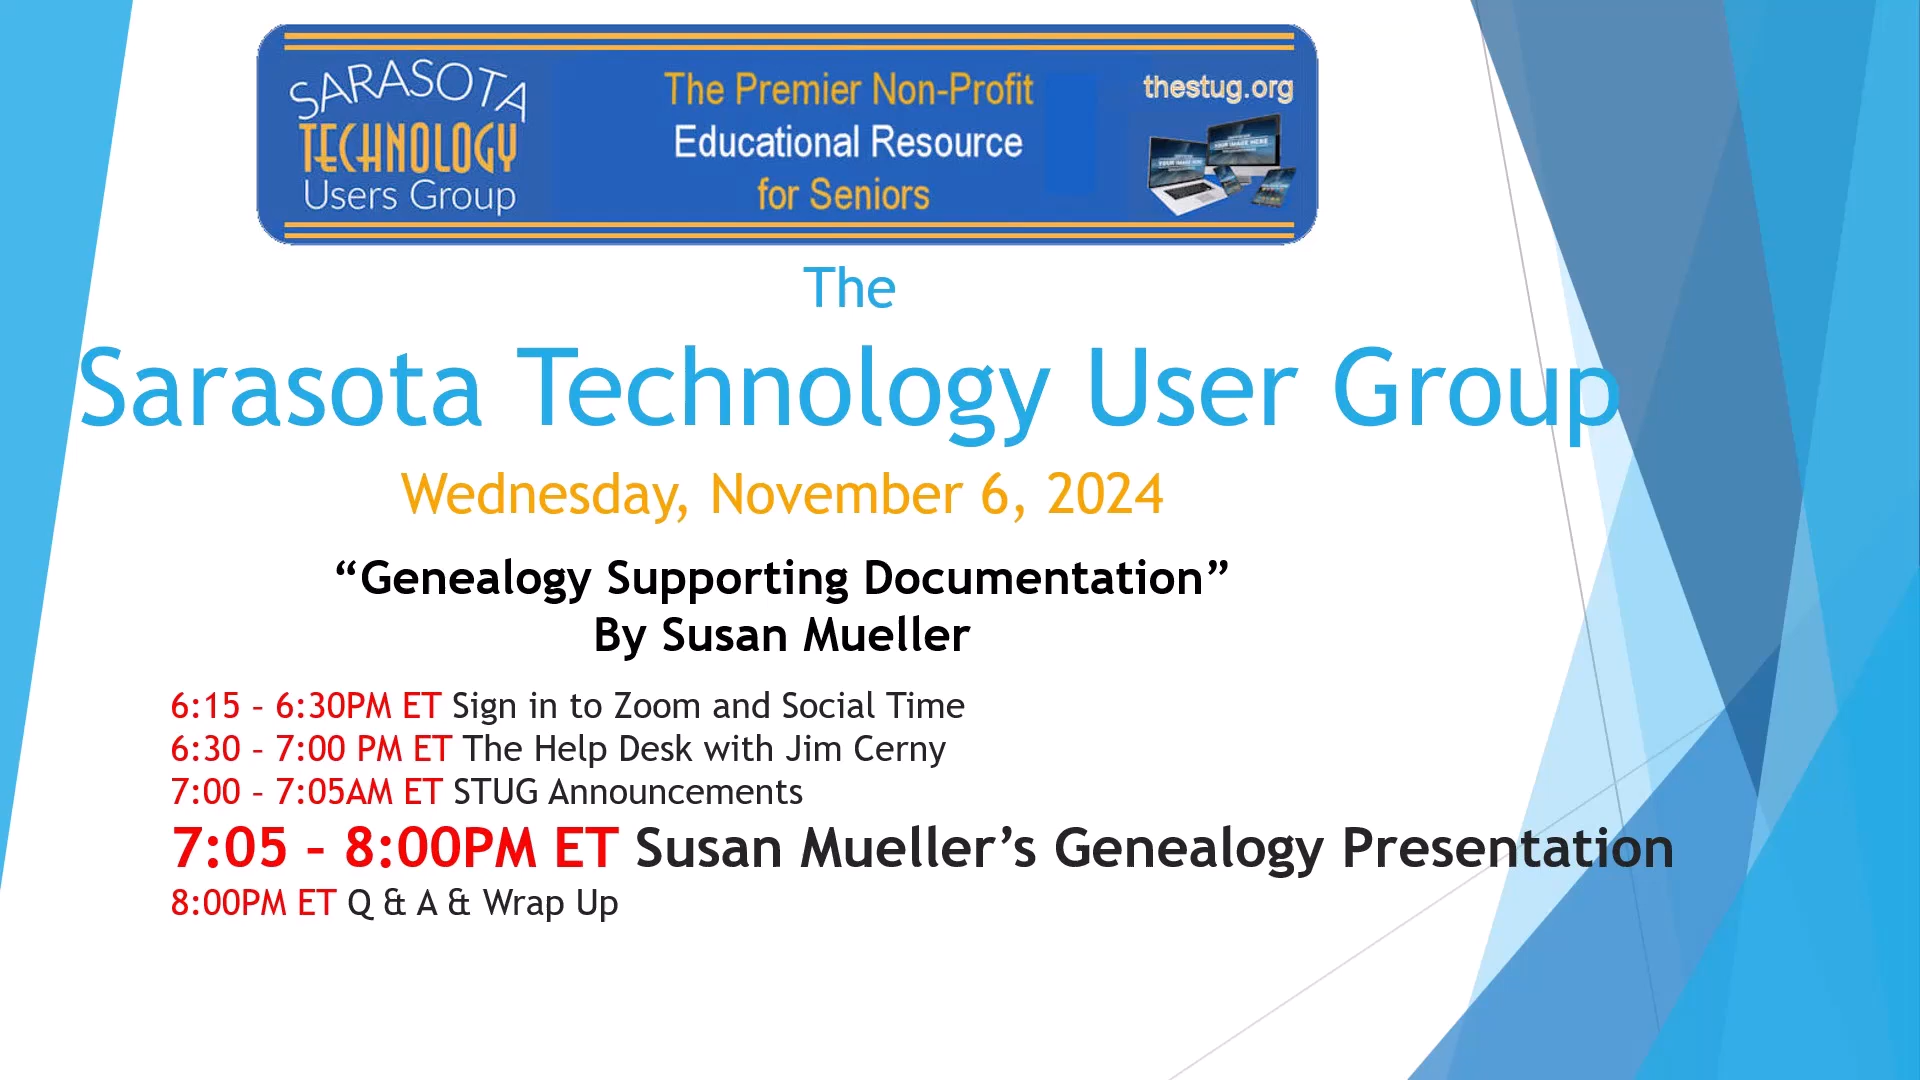 SARASOTA
TECHNOLOGY
Users Group
The Premier Non-Profit
Educational Resource
for Seniors
thestug.org
YOUR IMAGE HERE
The
Sarasota Technology User Group
Wednesday, November 6, 2024
“Genealogy Supporting Documentation”
By Susan Mueller
6:15 – 6:30PM ET Sign in to Zoom and Social Time
6:30 – 7:00 PM ET The Help Desk with Jim Cerny
7:00 – 7:05AM ET STUG Announcements
7:05 – 8:00PM ET Susan Mueller’s Genealogy Presentation
8:00PM ET Q & A & Wrap Up